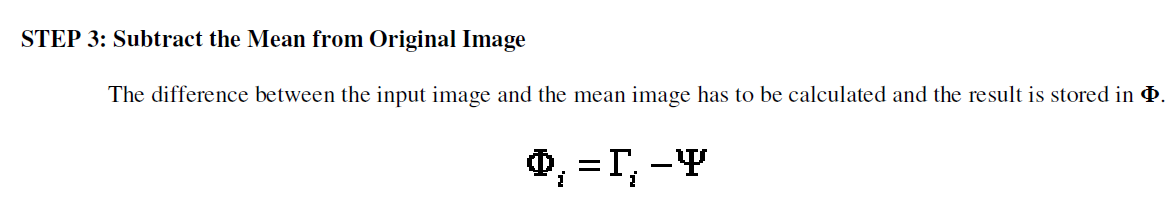 STEP 3: Subtract the Mean from Original Image
The difference between the input image and the mean image has to be calculated and the result is stored in Φ.
Φᵢ =Γᵢ −Ψ